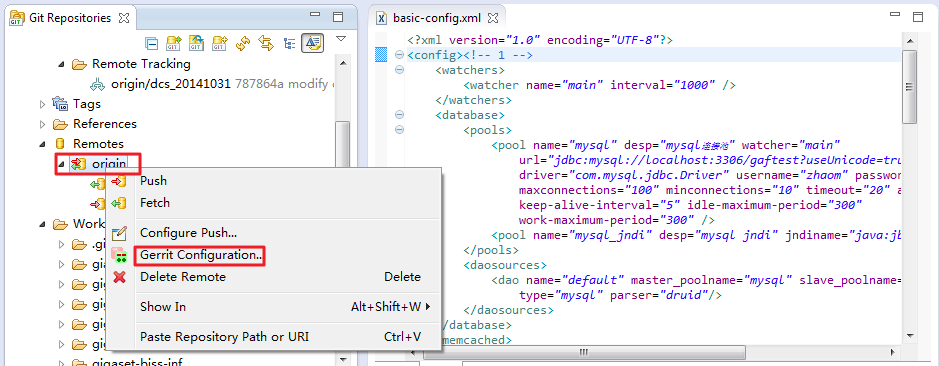 Git Repositories
Remote Tracking
origin/dcs_20141031 787864a modify
Tags
References
Remotes
origin
Push
Fetch
Configure Push...
Gerrit Configuration..
Delete Remote Delete
Show In Alt+Shift+W
Paste Repository Path or URI Ctrl+V
Work
.gi
gia
gi
gig
gig
gig
gigaset-biss-inf
basic-config.xml
<?xml version="1.0" encoding="UTF-8"?>
<config><!-- 1 -->
<watchers>
<watcher name="main" interval="1000" />
</watchers>
<database>
<pools>
<pool name="mysql" desp="mysql连接池" watcher="main"
url="jdbc:mysql://localhost:3306/gaftest?useUnicode=tru
driver="com.mysql.jdbc.Driver" username="zhaom" passwor
maxconnections="100" minconnections="10" timeout="20" a
keep-alive-interval="5" idle-maximum-period="300"
work-maximum-period="300" />
<pool name="mysql_jndi" desp="mysql jndi" jndiname="java:jb
</pools>
<daosources>
<dao name="default" master_poolname="mysql" slave_poolname=
type="mysql" parser="druid"/>
</daosources>
</database>
memcached>